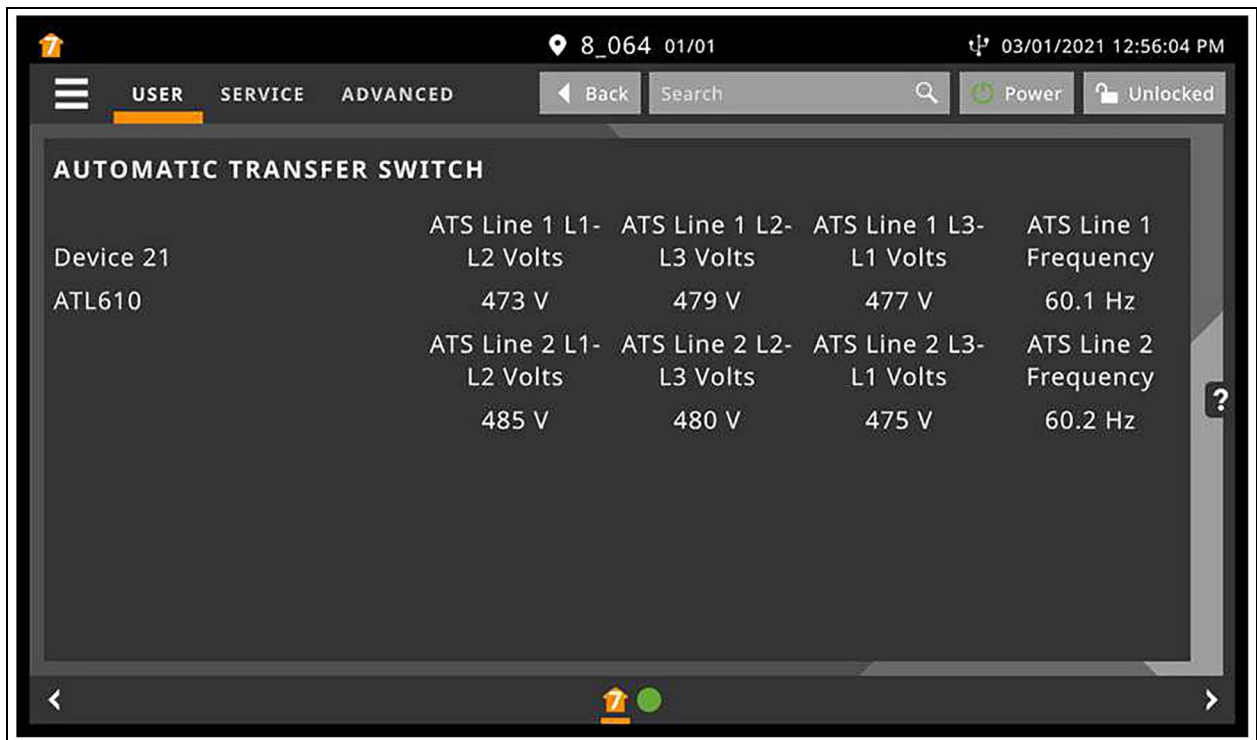 7
8_064 01/01
03/01/2021 12:56:04 PM
USER SERVICE ADVANCED Back Search Power Unlocked
AUTOMATIC TRANSFER SWITCH
ATS Line 1 L1- ATS Line 1 L2- ATS Line 1 L3- ATS Line 1
Device 21 L2 Volts L3 Volts L1 Volts Frequency
ATL610 473 V 479 V 477 V 60.1 Hz
ATS Line 2 L1- ATS Line 2 L2- ATS Line 2 L3- ATS Line 2
L2 Volts L3 Volts L1 Volts Frequency
485 V 480 V 475 V 60.2 Hz
?
7